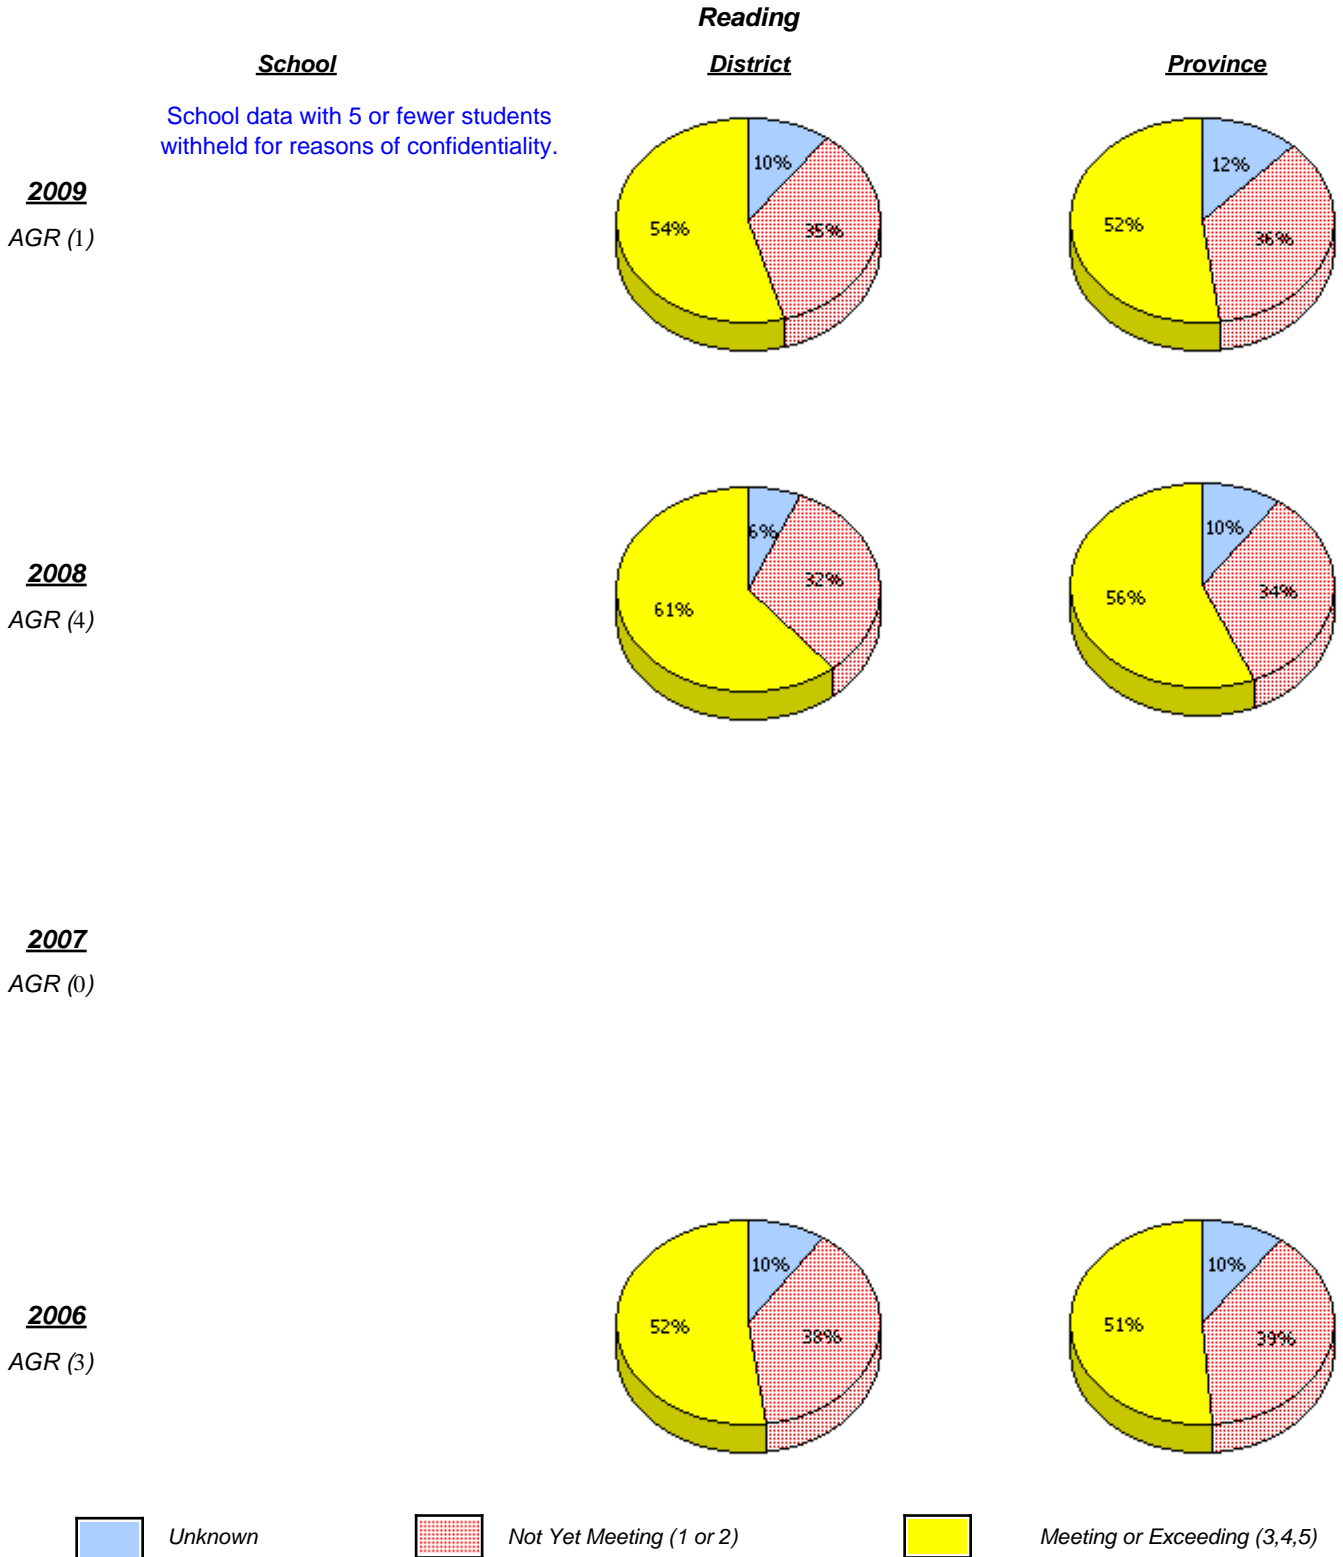 Reading
School District Province
School data with 5 or fewer students
withheld for reasons of confidentiality.
2009
AGR (1)
10%
35%
54%
12%
36%
52%
2008
AGR (4)
6%
32%
61%
10%
34%
56%
2007
AGR (0)
2006
AGR (3)
10%
38%
52%
10%
39%
51%
Unknown Not Yet Meeting (1 or 2) Meeting or Exceeding (3,4,5)